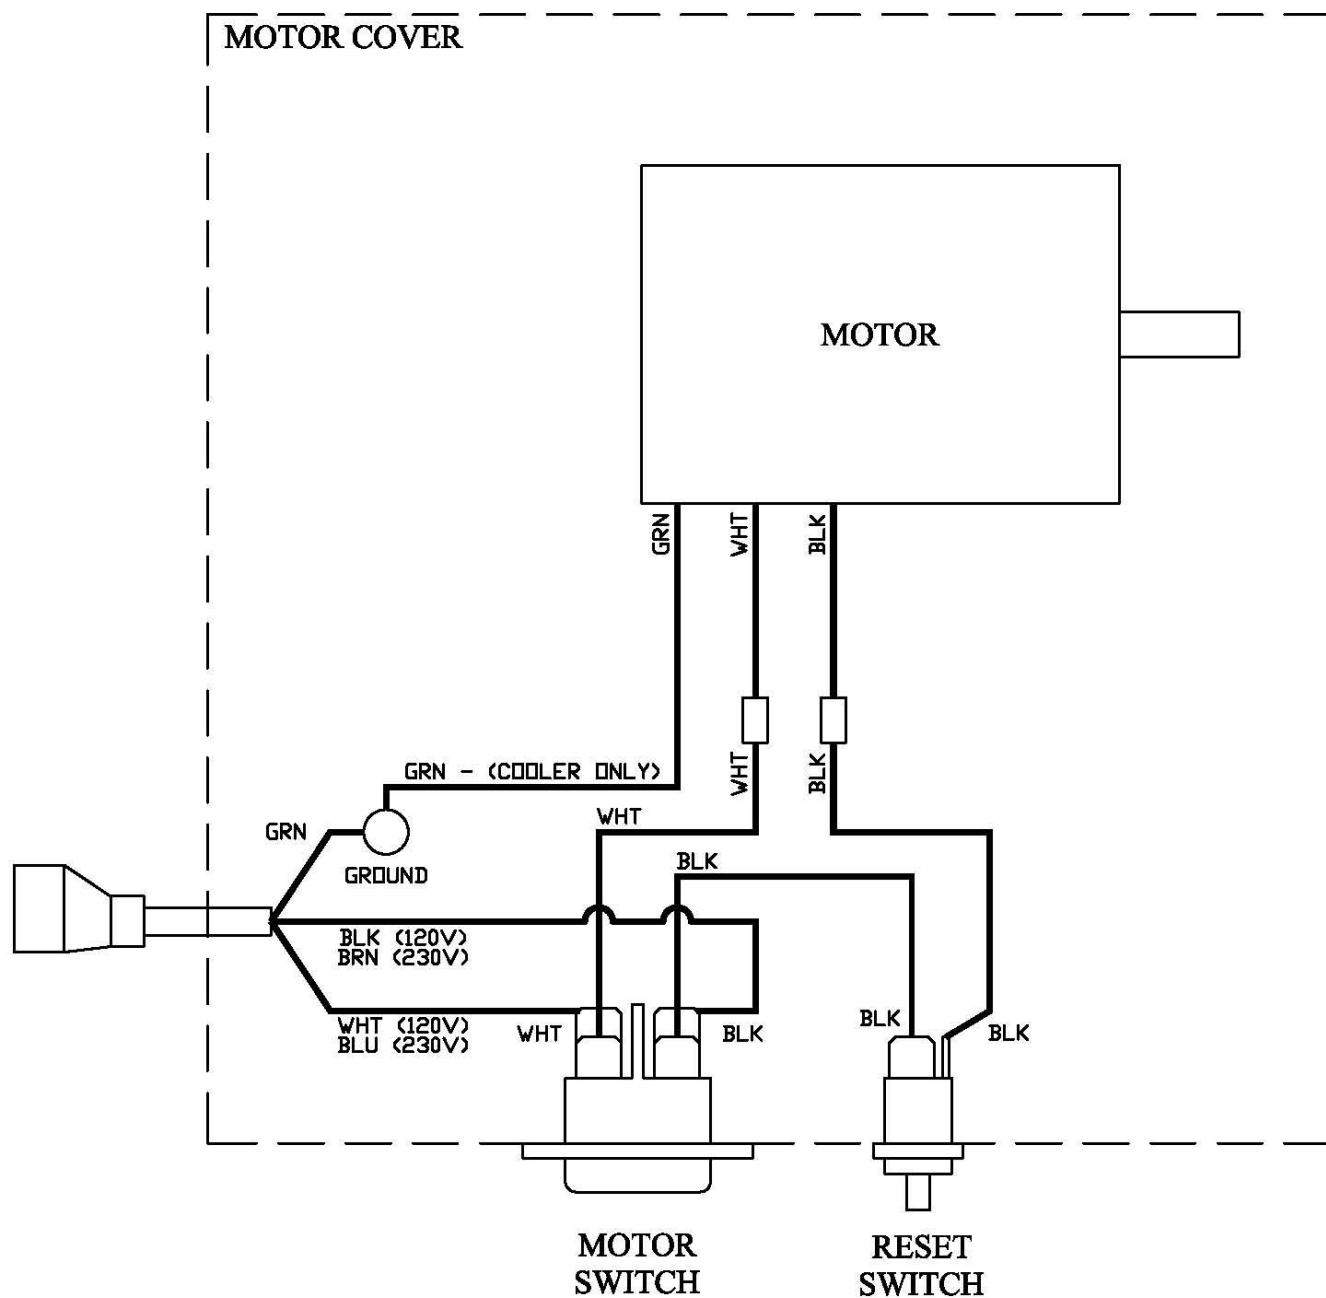 MOTOR COVER
MOTOR
GRN
WHT
BLK
GRN - (COOLER ONLY)
WHT
BLK
WHT
GRN
GROUND
BLK
BLK (120V)
BRN (230V)
WHT (120V)
BLU (230V)
WHT
BLK
BLK
BLK
MOTOR
SWITCH
RESET
SWITCH